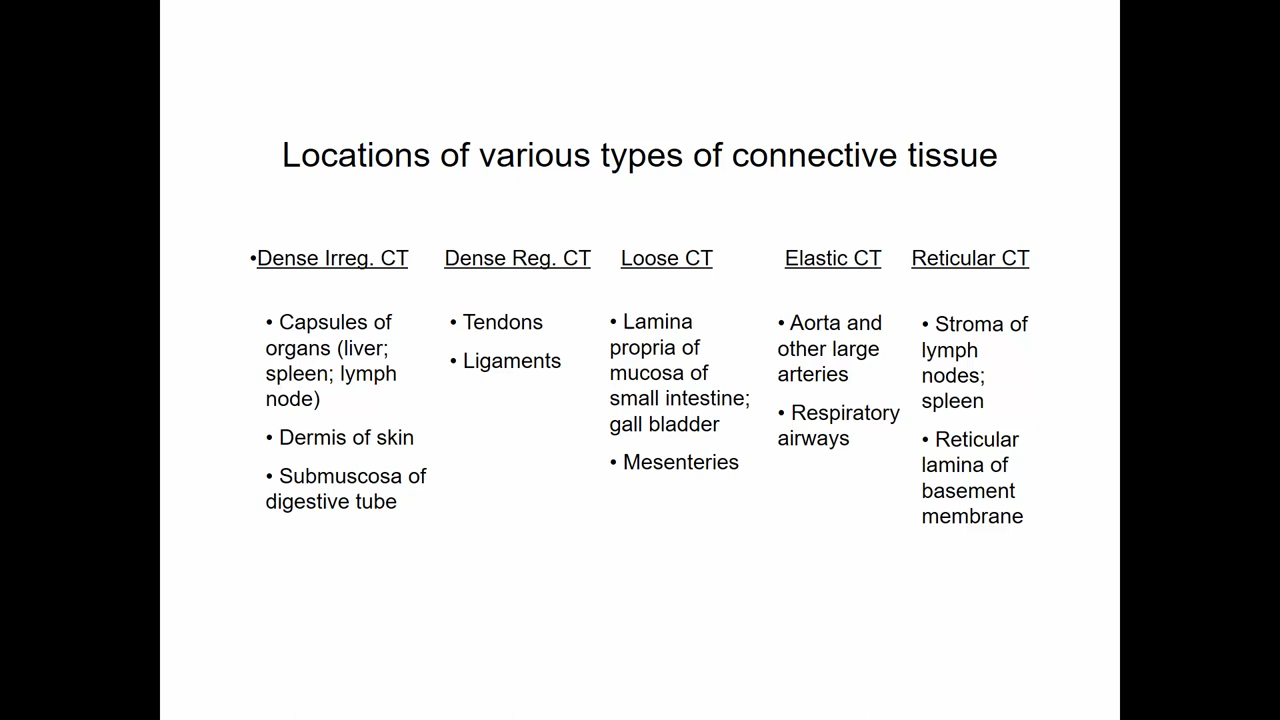 Locations of various types of connective tissue
•Dense Irreg. CT
• Capsules of
organs (liver;
spleen; lymph
node)
• Dermis of skin
• Submuscosa of
digestive tube
Dense Reg. CT
• Tendons
• Ligaments
Loose CT
• Lamina
propria of
mucosa of
small intestine;
gall bladder
• Mesenteries
Elastic CT
• Aorta and
other large
arteries
• Respiratory
airways
Reticular CT
• Stroma of
lymph
nodes;
spleen
• Reticular
lamina of
basement
membrane